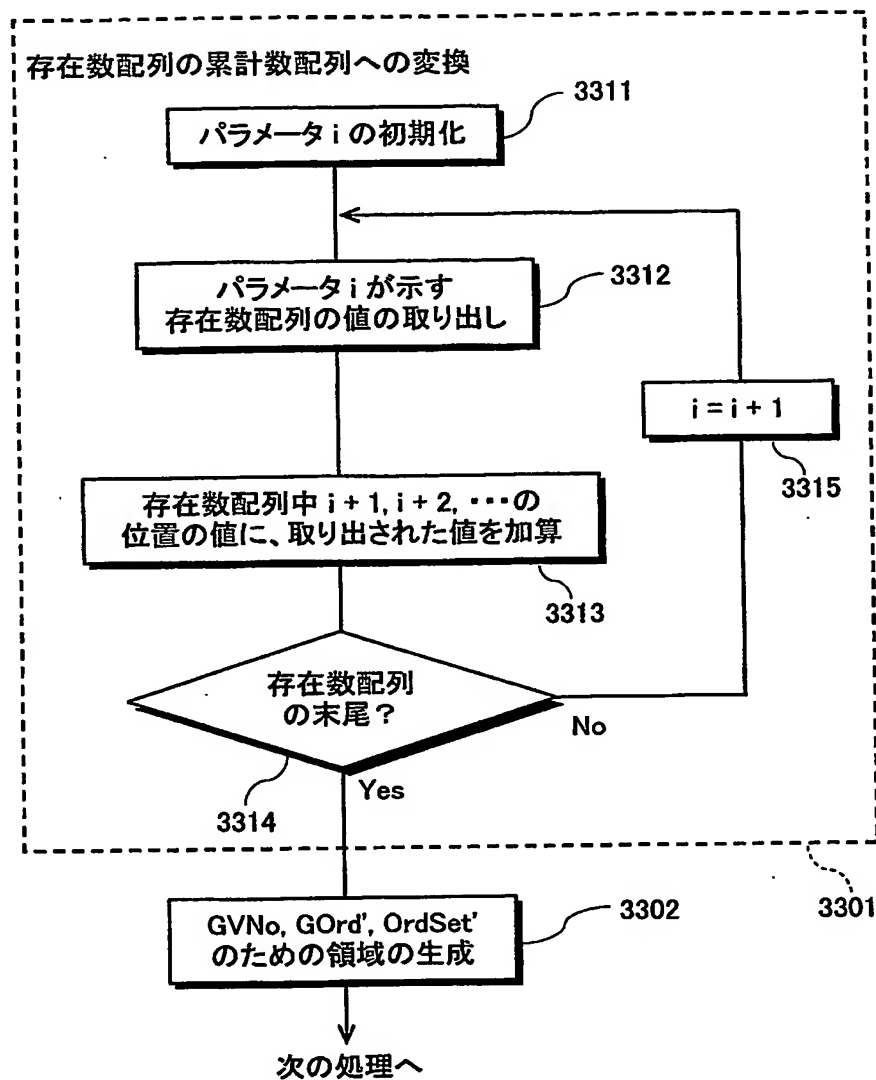 存在数配列の累計数配列への変換
3311
パラメータ i の初期化
パラメータ i が示す
存在数配列の値の取り出し
3312
i = i + 1
3315
存在数配列中 i + 1, i + 2, ・・・の
位置の値に、取り出された値を加算
3313
存在数配列
の末尾？
No
Yes
3314
3301
GVNo, GOrd', OrdSet'
のための領域の生成
3302
次の処理へ